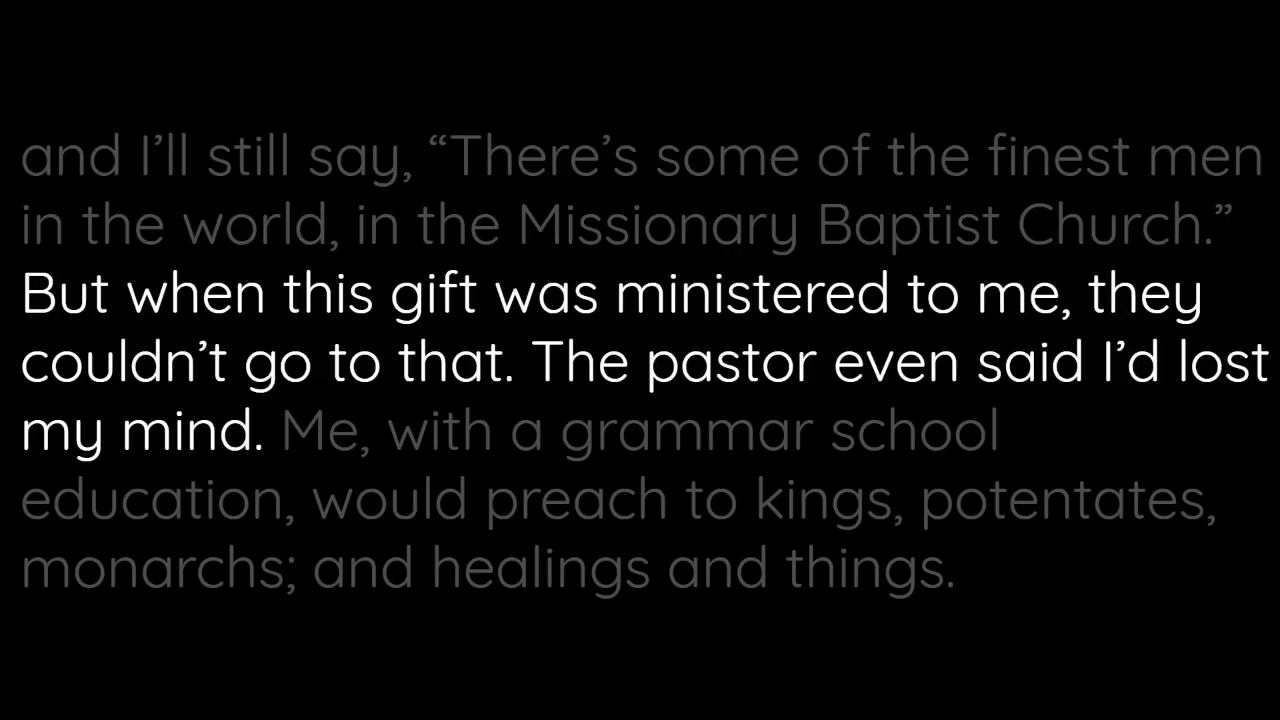 and I’ll still say, “There’s some of the finest men
in the world, in the Missionary Baptist Church.”
But when this gift was ministered to me, they
couldn’t go to that. The pastor even said I’d lost
my mind. Me, with a grammar school
education, would preach to kings, potentates,
monarchs; and healings and things.